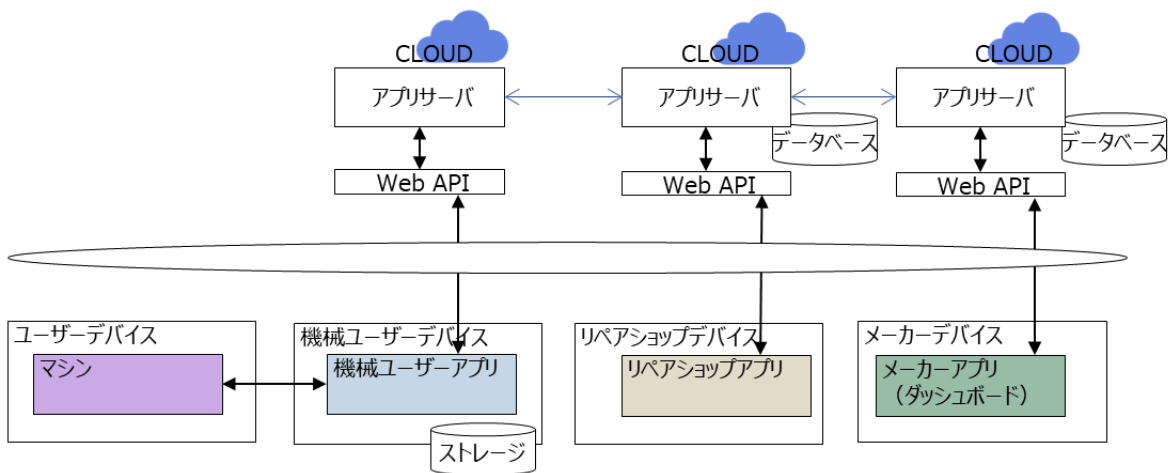 CLOUD
CLOUD
CLOUD
アプリサーバ
アプリサーバ
アプリサーバ
データベース
データベース
Web API
Web API
Web API
ユーザーデバイス
機械ユーザーデバイス
リペアショップデバイス
メーカーデバイス
マシン
機械ユーザーアプリ
リペアショップアプリ
メーカーアプリ
（ダッシュボード）
ストレージ